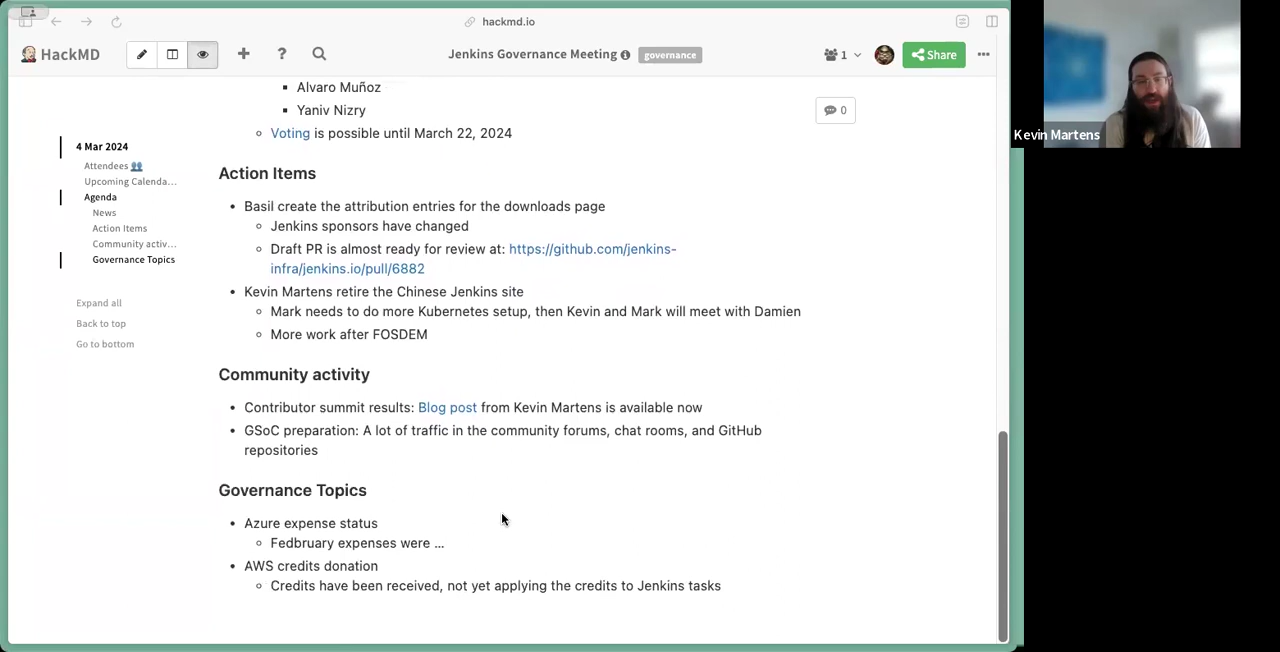 hackmd.io
HackMD
Jenkins Governance Meeting
governance
1
Share
Kevin Martens
0
4 Mar 2024
Attendees 👥
Upcoming Calenda...
Agenda
News
Action Items
Community activ...
Governance Topics
Expand all
Back to top
Go to bottom
Alvaro Muñoz
Yaniv Nizry
Voting is possible until March 22, 2024
Action Items
Basil create the attribution entries for the downloads page
Jenkins sponsors have changed
Draft PR is almost ready for review at: https://github.com/jenkins-
infra/jenkins.io/pull/6882
Kevin Martens retire the Chinese Jenkins site
Mark needs to do more Kubernetes setup, then Kevin and Mark will meet with Damien
More work after FOSDEM
Community activity
Contributor summit results: Blog post from Kevin Martens is available now
GSoC preparation: A lot of traffic in the community forums, chat rooms, and GitHub
repositories
Governance Topics
Azure expense status
Fedbruary expenses were ...
AWS credits donation
Credits have been received, not yet applying the credits to Jenkins tasks